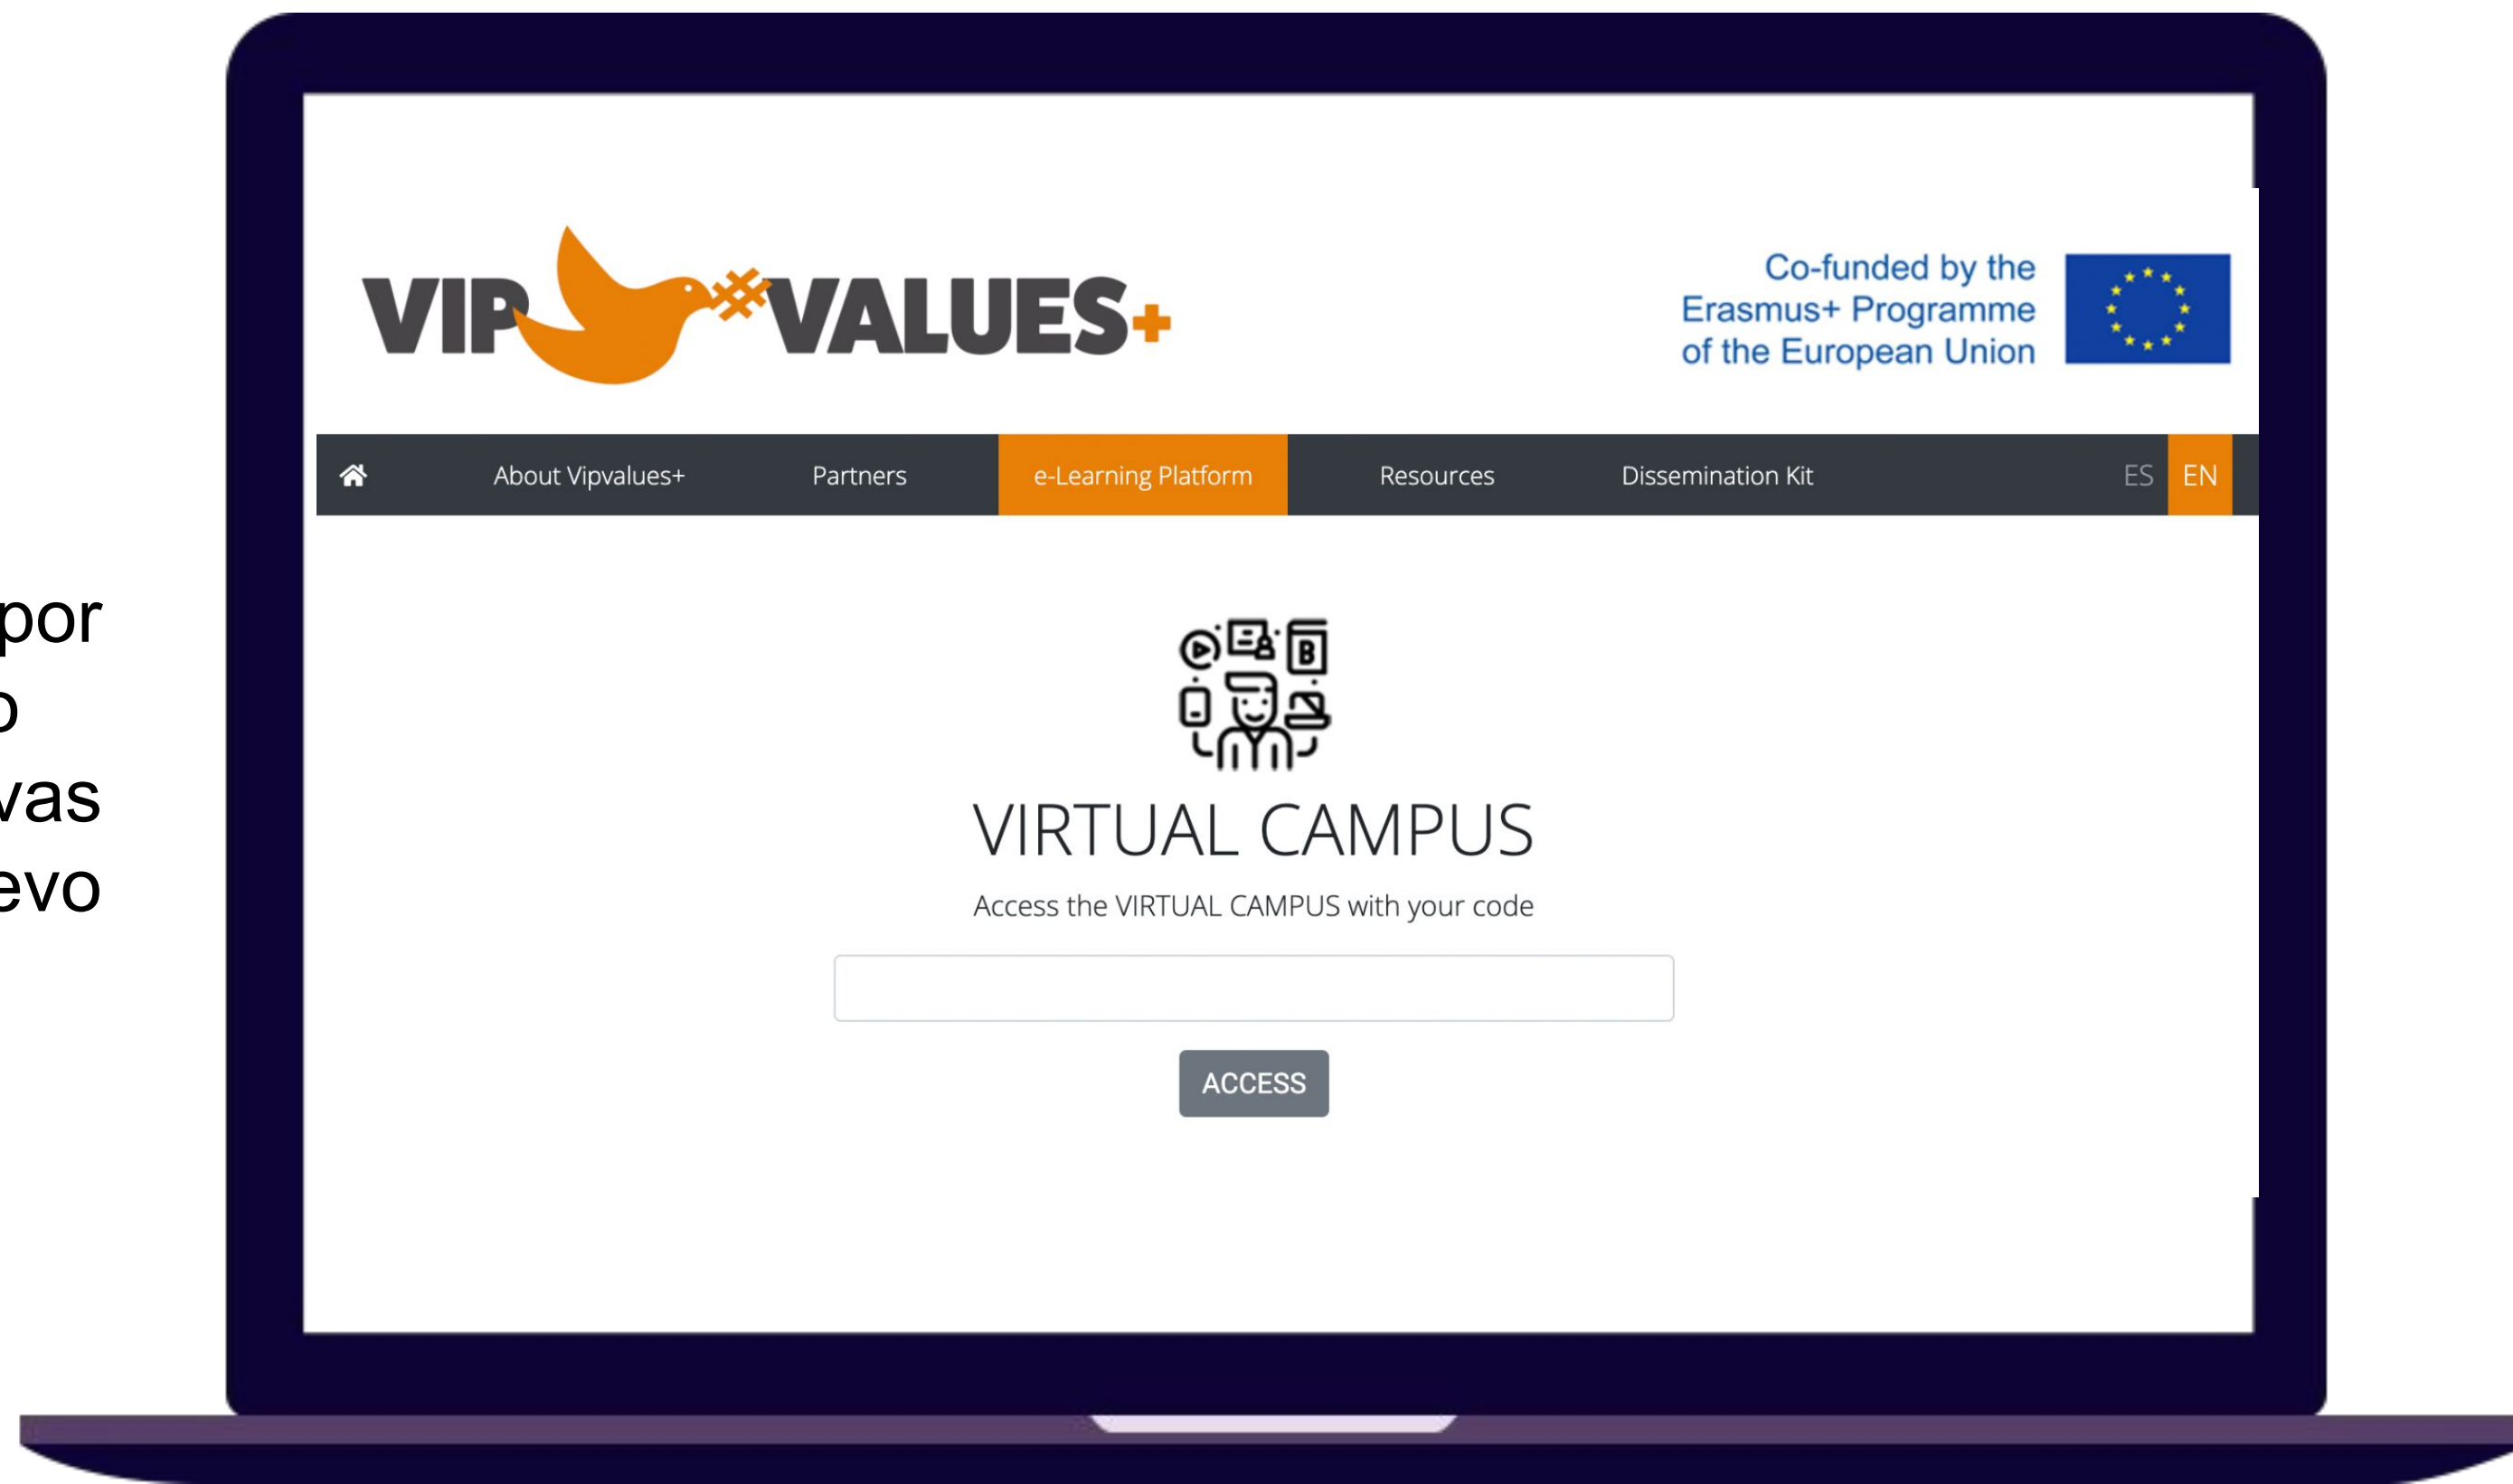 VIP VALUES+
Co-funded by the
Erasmus+ Programme
of the European Union
About Vipvalues+ Partners e-Learning Platform Resources Dissemination Kit ES EN
por
vas
evo
B
VIRTUAL CAMPUS
Access the VIRTUAL CAMPUS with your code
ACCESS